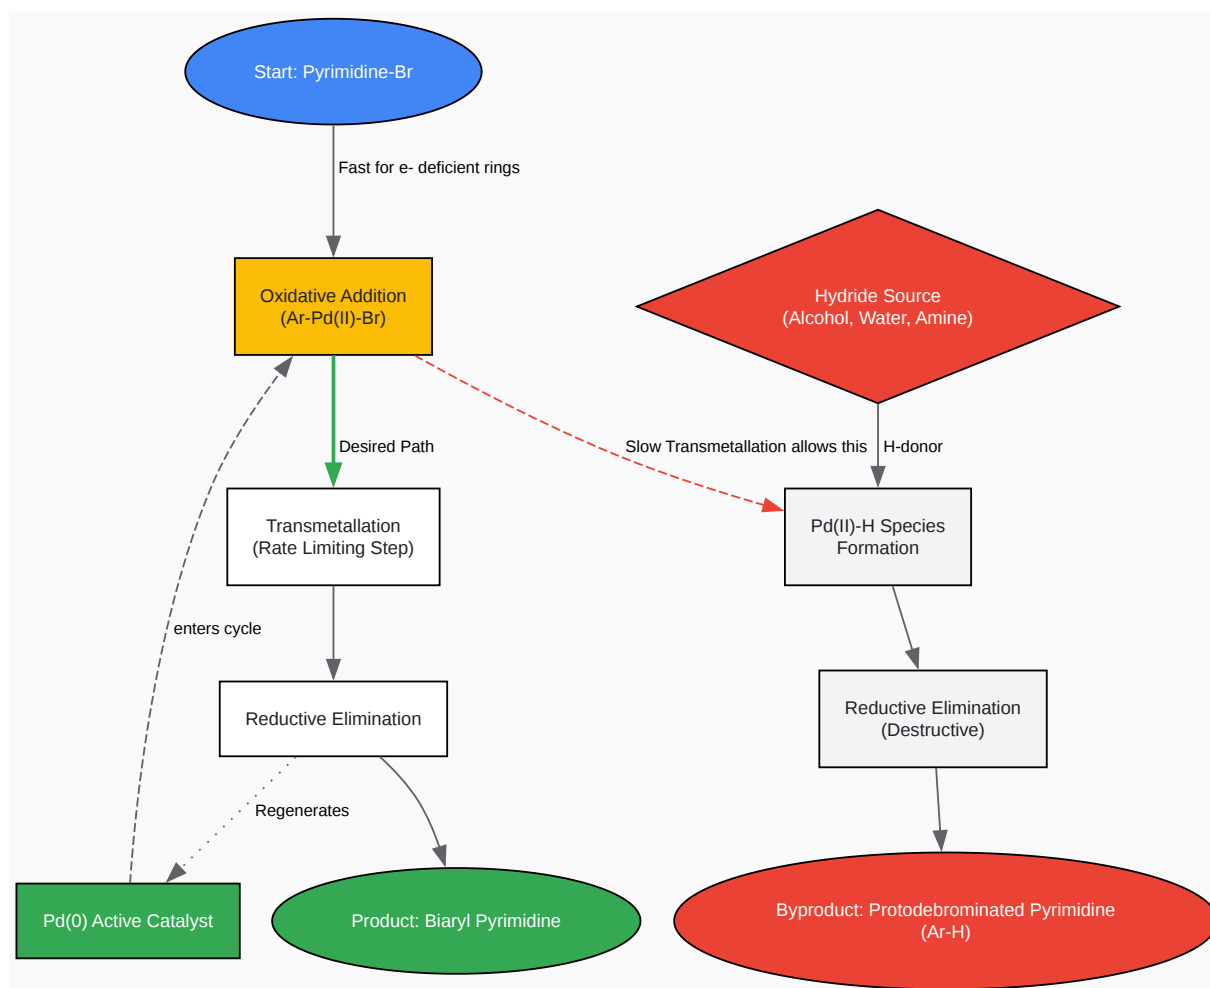 Start: Pyrimidine-Br
Fast for e- deficient rings
Oxidative Addition
(Ar-Pd(II)-Br)
Hydride Source
(Alcohol, Water, Amine)
Desired Path
Slow Transmetallation allows this
H-donor
Transmetallation
(Rate Limiting Step)
Pd(II)-H Species
Formation
enters cycle
Reductive Elimination
Reductive Elimination
(Destructive)
Regenerates
Pd(0) Active Catalyst
Product: Biaryl Pyrimidine
Byproduct: Protodebrominated Pyrimidine
(Ar-H)